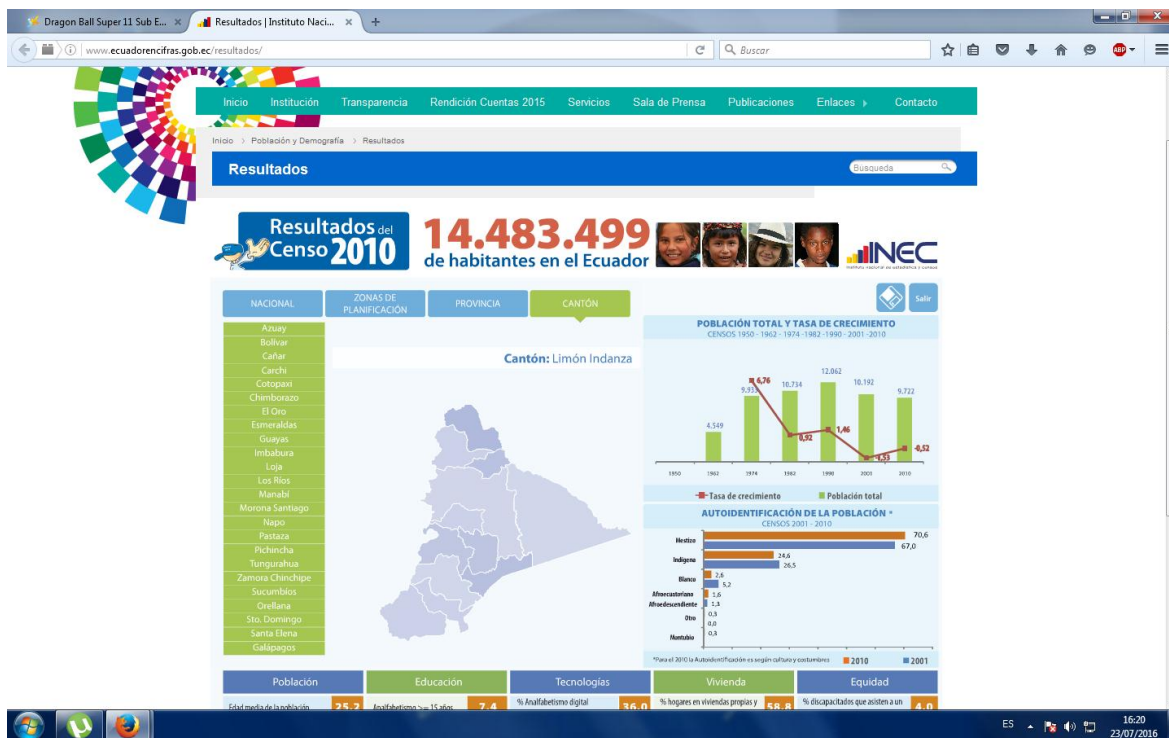 Dragon Ball Super 11 Sub E...
Resultados | Instituto Naci...
www.ecuadorencifras.gob.ec/resultados/
Buscar
ABP
Inicio Institución Transparencia Rendición Cuentas 2015 Servicios Sala de Prensa Publicaciones Enlaces Contacto
Inicio > Población y Demografía > Resultados
Resultados
Busqueda
Resultados del
Censo 2010
14.483.499
de habitantes en el Ecuador
INEC
NACIONAL
ZONAS DE
PLANIFICACIÓN
PROVINCIA
CANTÓN
Salir
Azuay
Bolívar
Cañar
Carchi
Cotopaxi
Chimborazo
El Oro
Esmeraldas
Guayas
Imbabura
Loja
Los Ríos
Manabí
Morona Santiago
Napo
Pastaza
Pichincha
Tungurahua
Zamora Chinchipe
Sucumbíos
Orellana
Sto. Domingo
Santa Elena
Galápagos
Cantón: Limón Indanza
POBLACIÓN TOTAL Y TASA DE CRECIMIENTO
CENSOS 1950 - 1962 - 1974 -1982 -1990 - 2001 -2010
12.062
6,76
10.734
10.192
9.722
4.549
0,92
1,46
-0,52
1950 1962 1974 1982 1990 2001 2010
Tasa de crecimiento Población total
AUTOIDENTIFICACIÓN DE LA POBLACIÓN *
CENSOS 2001 - 2010
Mestizo
70,6
67,0
Indígena
24,6
26,5
Blanco
2,6
5,2
Afroecuatoriano
Afrodescendiente
1,6
1,3
Otro
0,3
0,0
Montubio
0,3
*Para el 2010 la Autoidentificación es según cultura y costumbres 2010 2001
Población Educación Tecnologías Vivienda Equidad
Edad media de la población 25,2
Analfabetismo >= 15 años 7,4
% Analfabetismo digital 36,0
% hogares en viviendas propias y 58,8
% discapacitados que asisten a un 4,0
ES
16:20
23/07/2016